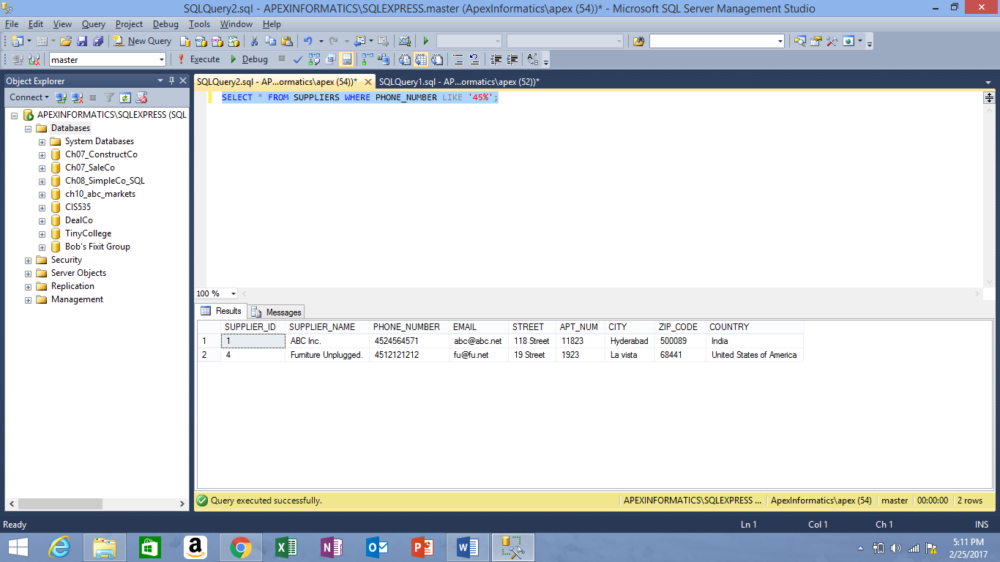 SQLQuery2.sql - APEXINFORMATICS\SQLEXPRESS.master (ApexInformatics\apex (54))* - Microsoft SQL Server Management Studio
File Edit View Query Project Debug Tools Window Help
New Query
master Execute Debug
Object Explorer
Connect
APEXINFORMATICS\SQLEXPRESS (SQL
Databases
System Databases
Ch07_ConstructCo
Ch07_SaleCo
Ch08_SimpleCo_SQL
ch10_abc_markets
CIS535
DealCo
TinyCollege
Bob's Fixit Group
Security
Server Objects
Replication
Management
SQLQuery2.sql - AP...ormatics\apex (54))* SQLQuery1.sql - AP...ormatics\apex (52))*
SELECT * FROM SUPPLIERS WHERE PHONE_NUMBER LIKE '45%';
100 %
Results Messages
SUPPLIER_ID SUPPLIER_NAME PHONE_NUMBER EMAIL STREET APT_NUM CITY ZIP_CODE COUNTRY
1 1 ABC Inc. 4524564571 abc@abc.net 118 Street 11823 Hyderabad 500089 India
2 4 Furniture Unplugged. 4512121212 fu@fu.net 19 Street 1923 La vista 68441 United States of America
Query executed successfully. APEXINFORMATICS\SQLEXPRESS ... ApexInformatics\apex (54) master 00:00:00 2 rows
Ready Ln 1 Col 1 Ch 1 INS
5:11 PM
2/25/2017